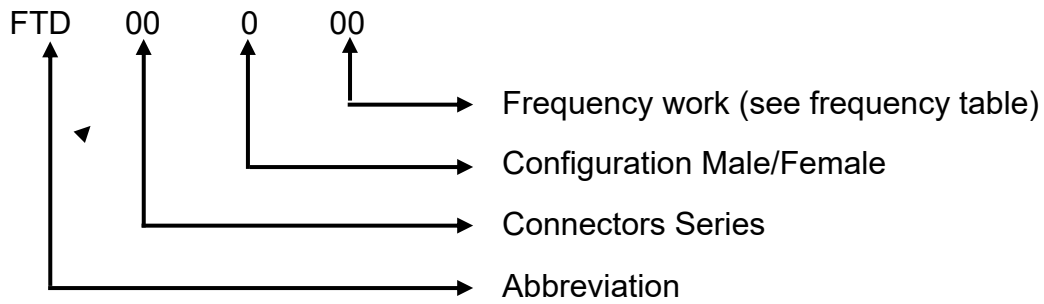 FTD 00 0 00
Frequency work (see frequency table)
Configuration Male/Female
Connectors Series
Abbreviation